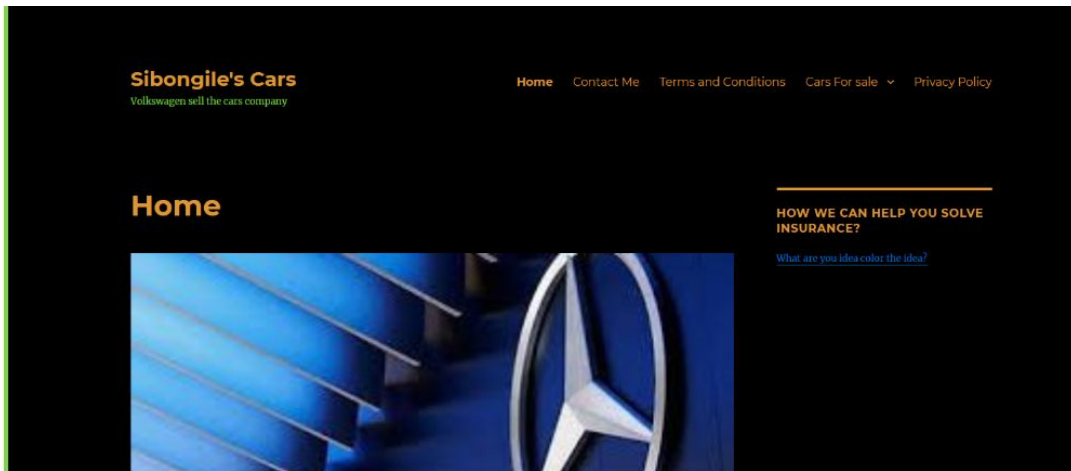 Sibongile's Cars
Volkswagen sell the cars company
Home Contact Me Terms and Conditions Cars For sale Privacy Policy
Home
HOW WE CAN HELP YOU SOLVE
INSURANCE?
What are you idea color the idea?